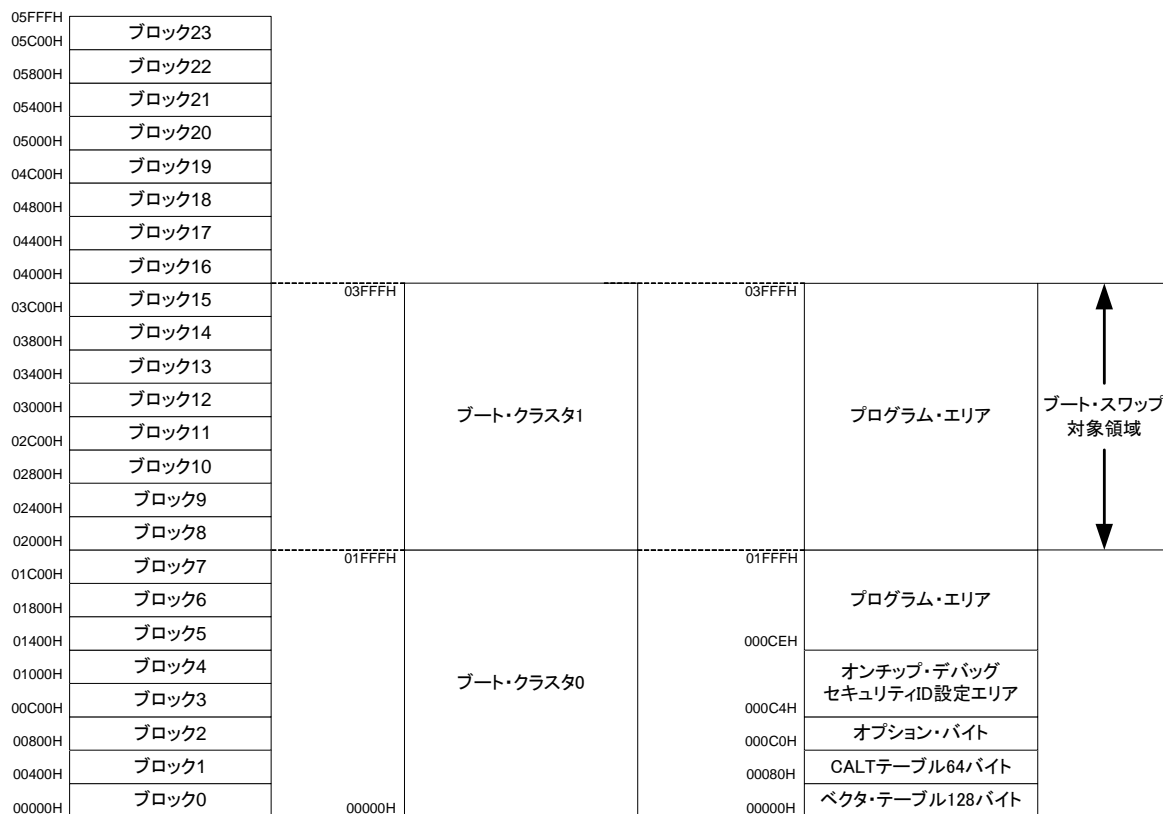 05FFFH
05C00H
ブロック23
05800H
ブロック22
05400H
ブロック21
05000H
ブロック20
04C00H
ブロック19
04800H
ブロック18
04400H
ブロック17
04000H
ブロック16
03C00H
ブロック15
03800H
ブロック14
03400H
ブロック13
03000H
ブロック12
02C00H
ブロック11
02800H
ブロック10
02400H
ブロック9
02000H
ブロック8
01C00H
ブロック7
01800H
ブロック6
01400H
ブロック5
01000H
ブロック4
00C00H
ブロック3
00800H
ブロック2
00400H
ブロック1
00000H
ブロック0
03FFFH
ブート・クラスタ1
01FFFH
ブート・クラスタ0
00000H
03FFFH
プログラム・エリア
01FFFH
プログラム・エリア
000CEH
オンチップ・デバッグ
セキュリティID設定エリア
000C4H
オプション・バイト
000C0H
CALTテーブル64バイト
00080H
ベクタ・テーブル128バイト
00000H
ブート・スワップ
対象領域